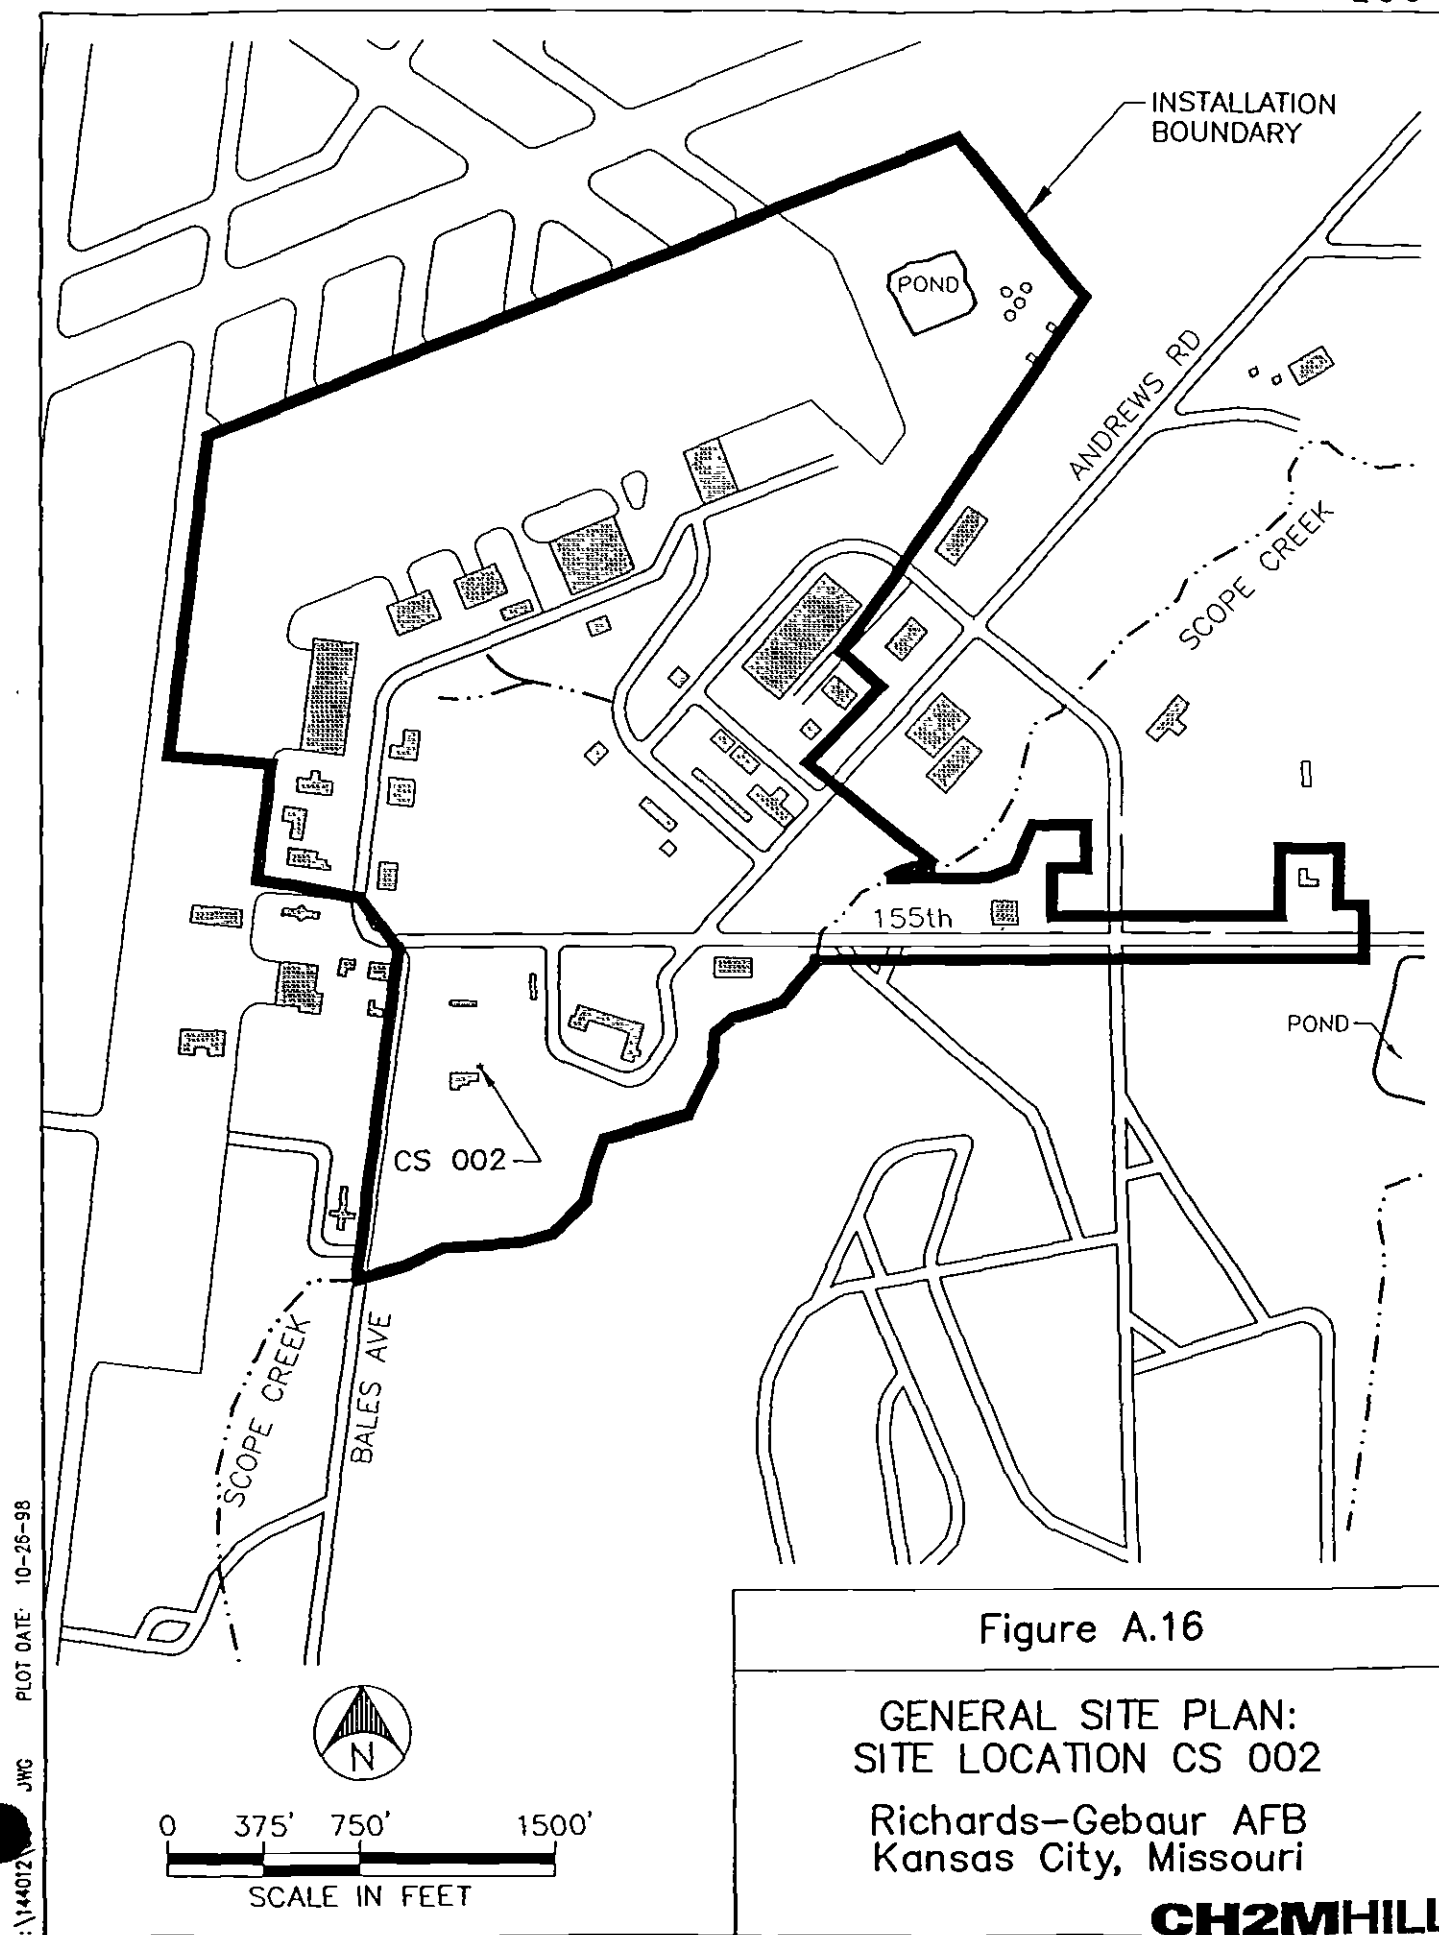 INSTALLATION
BOUNDARY
POND
ANDREWS RD
SCOPE CREEK
155th
POND
CS 002
SCOPE CREEK
BALES AVE
JWG PLOT DATE: 10-26-98
N
0 375' 750' 1500'
SCALE IN FEET
Figure A.16
GENERAL SITE PLAN:
SITE LOCATION CS 002
Richards-Gebaur AFB
Kansas City, Missouri
CH2MHILL